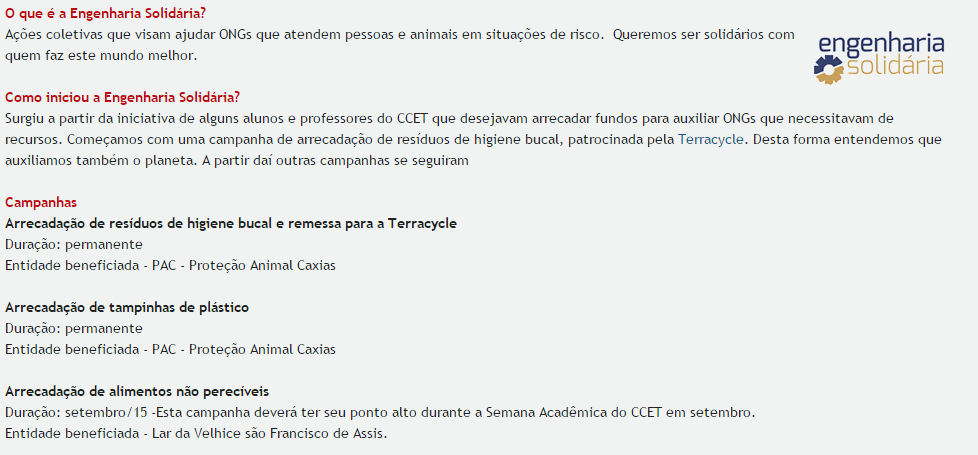 O que é a Engenharia Solidária?
Ações coletivas que visam ajudar ONGs que atendem pessoas e animais em situações de risco.  Queremos ser solidários com
quem faz este mundo melhor.
engenharia
solidária
Como iniciou a Engenharia Solidária?
Surgiu a partir da iniciativa de alguns alunos e professores do CCET que desejavam arrecadar fundos para auxiliar ONGs que necessitavam de
recursos. Começamos com uma campanha de arrecadação de resíduos de higiene bucal, patrocinada pela Terracycle. Desta forma entendemos que
auxiliamos também o planeta. A partir daí outras campanhas se seguiram
Campanhas
Arrecadação de resíduos de higiene bucal e remessa para a Terracycle
Duração: permanente
Entidade beneficiada - PAC - Proteção Animal Caxias
Arrecadação de tampinhas de plástico
Duração: permanente
Entidade beneficiada - PAC - Proteção Animal Caxias
Arrecadação de alimentos não perecíveis
Duração: setembro/15 -Esta campanha deverá ter seu ponto alto durante a Semana Acadêmica do CCET em setembro.
Entidade beneficiada - Lar da Velhice são Francisco de Assis.